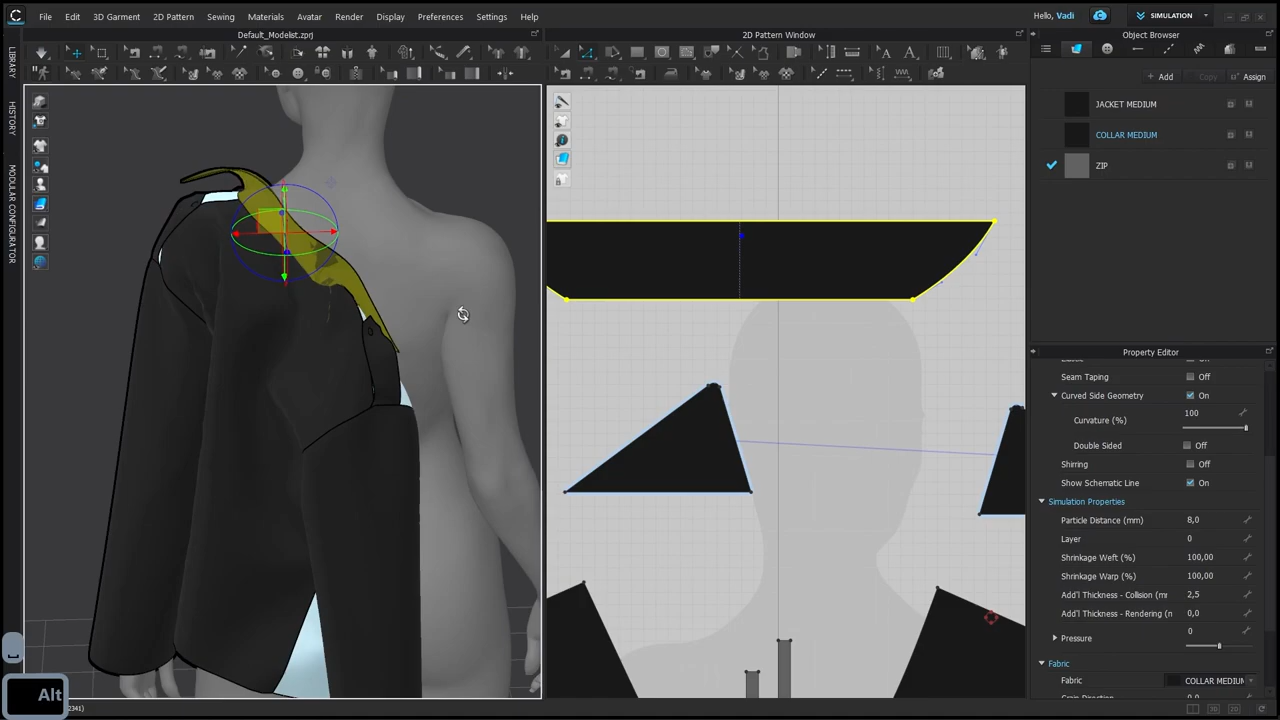 File Edit 3D Garment 2D Pattern Sewing Materials Avatar Render Display Preferences Settings Help
Hello, Vadi
SIMULATION
Default_Modelist.zprj
2D Pattern Window
Object Browser
LIBRARY
HISTORY
MODULAR CONFIGURATOR
Add Copy Assign
JACKET MEDIUM
COLLAR MEDIUM
ZIP
Property Editor
Seam Taping Off
Curved Side Geometry On
Curvature (%) 100
Double Sided Off
Shirring Off
Show Schematic Line On
Simulation Properties
Particle Distance (mm) 8,0
Layer 0
Shrinkage Weft (%) 100,00
Shrinkage Warp (%) 100,00
Add'l Thickness - Collision (mr 2,5
Add'l Thickness - Rendering (n 0,0
Pressure 0
Fabric
Fabric COLLAR MEDIUM
Alt
2341)
3D 2D